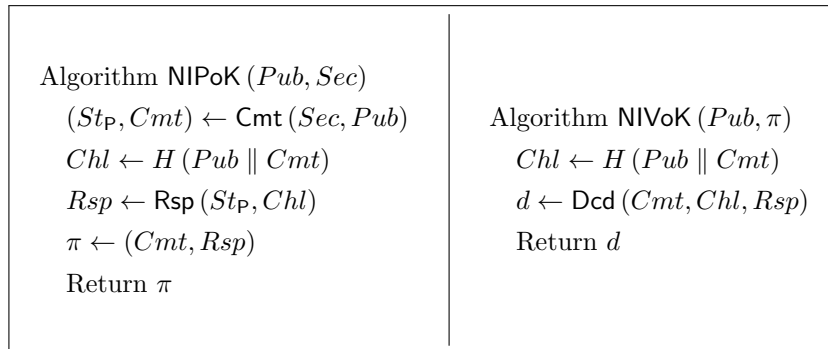 Algorithm NIPoK (Pub, Sec)
(St_P, Cmt) ← Cmt (Sec, Pub)
Chl ← H (Pub ∥ Cmt)
Rsp ← Rsp (St_P, Chl)
π ← (Cmt, Rsp)
Return π
Algorithm NIVoK (Pub, π)
Chl ← H (Pub ∥ Cmt)
d ← Dcd (Cmt, Chl, Rsp)
Return d